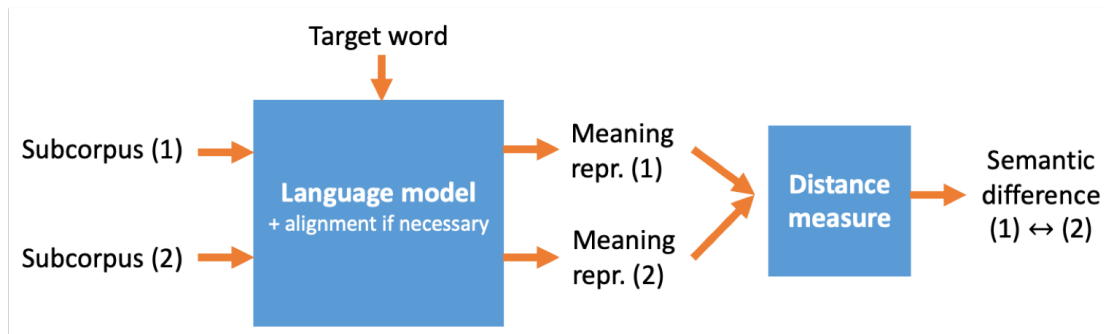 Target word
Subcorpus (1)
Subcorpus (2)
Language model
+ alignment if necessary
Meaning
repr. (1)
Meaning
repr. (2)
Distance
measure
Semantic
difference
(1) ↔ (2)